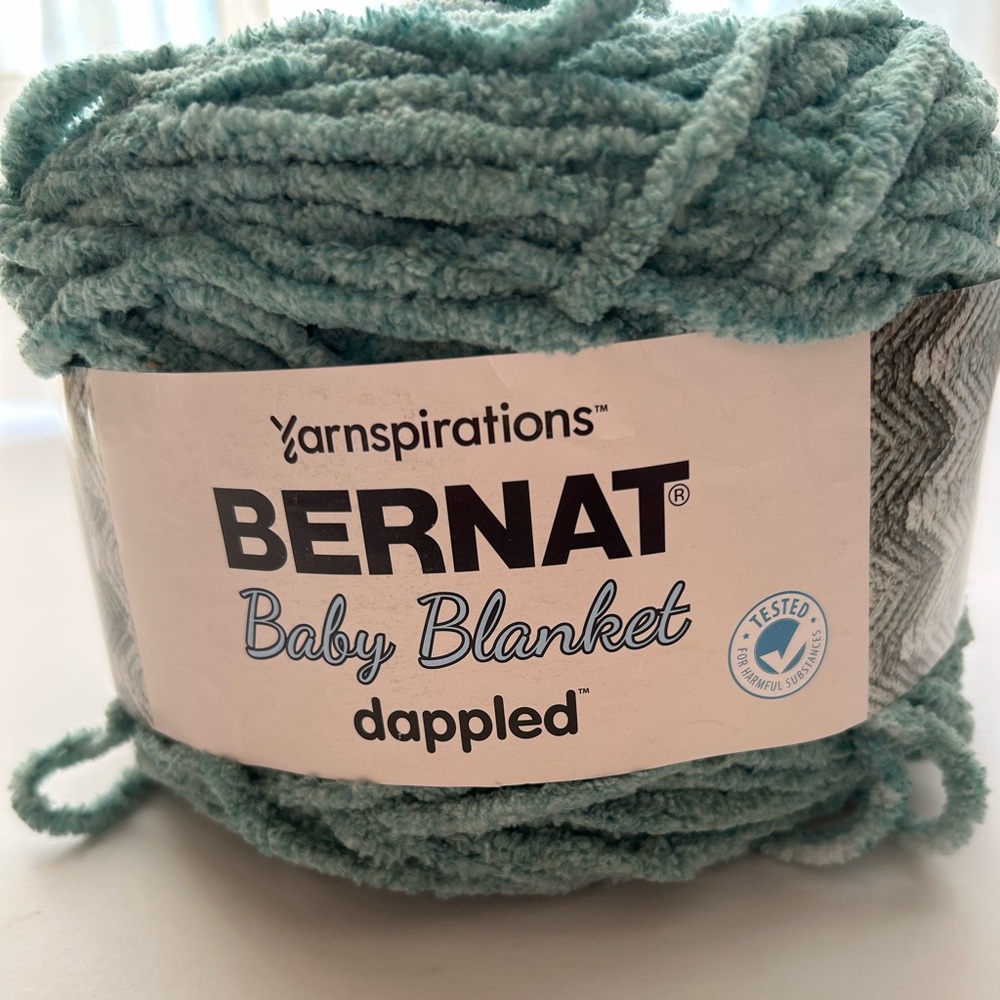 Yarnspirations™
BERNAT®
Baby Blanket
dappled™
TESTED
FOR HARMFUL SUBSTANCES